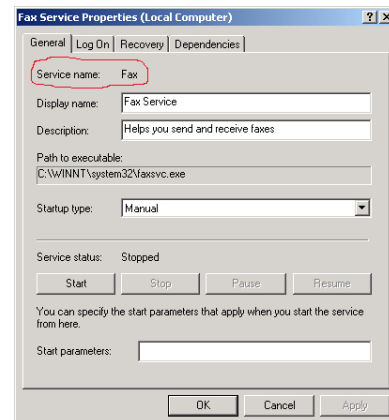 Fax Service Properties (Local Computer)
General Log On Recovery Dependencies
Service name: Fax
Display name: Fax Service
Description: Helps you send and receive faxes
Path to executable:
C:\WINNT\system32\faxsvc.exe
Startup type: Manual
Service status: Stopped
Start Stop Pause Resume
You can specify the start parameters that apply when you start the service
from here.
Start parameters:
OK Cancel Apply